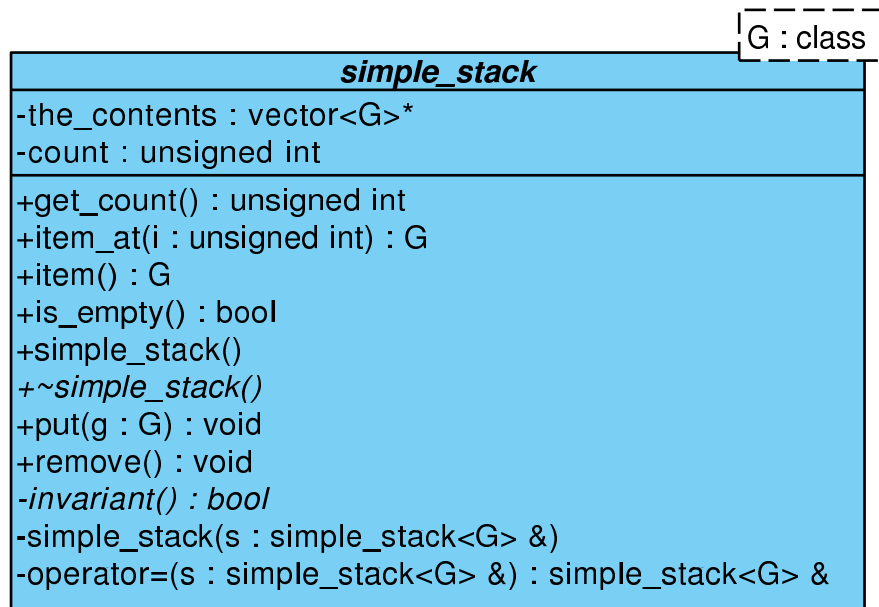 G : class
simple_stack
-the_contents : vector<G>*
-count : unsigned int
+get_count() : unsigned int
+item_at(i : unsigned int) : G
+item() : G
+is_empty() : bool
+simple_stack()
+~simple_stack()
+put(g : G) : void
+remove() : void
-invariant() : bool
-simple_stack(s : simple_stack<G> &)
-operator=(s : simple_stack<G> &) : simple_stack<G> &